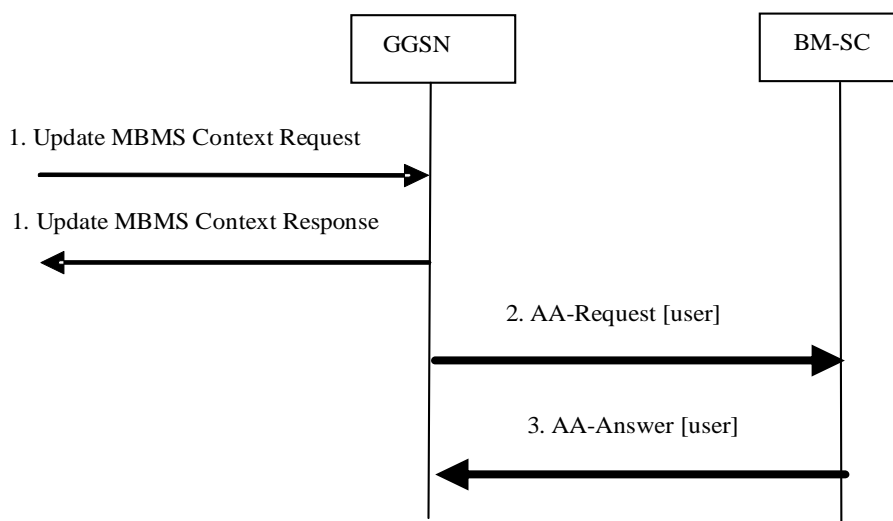 GGSN
BM-SC
1. Update MBMS Context Request
1. Update MBMS Context Response
2. AA-Request [user]
3. AA-Answer [user]